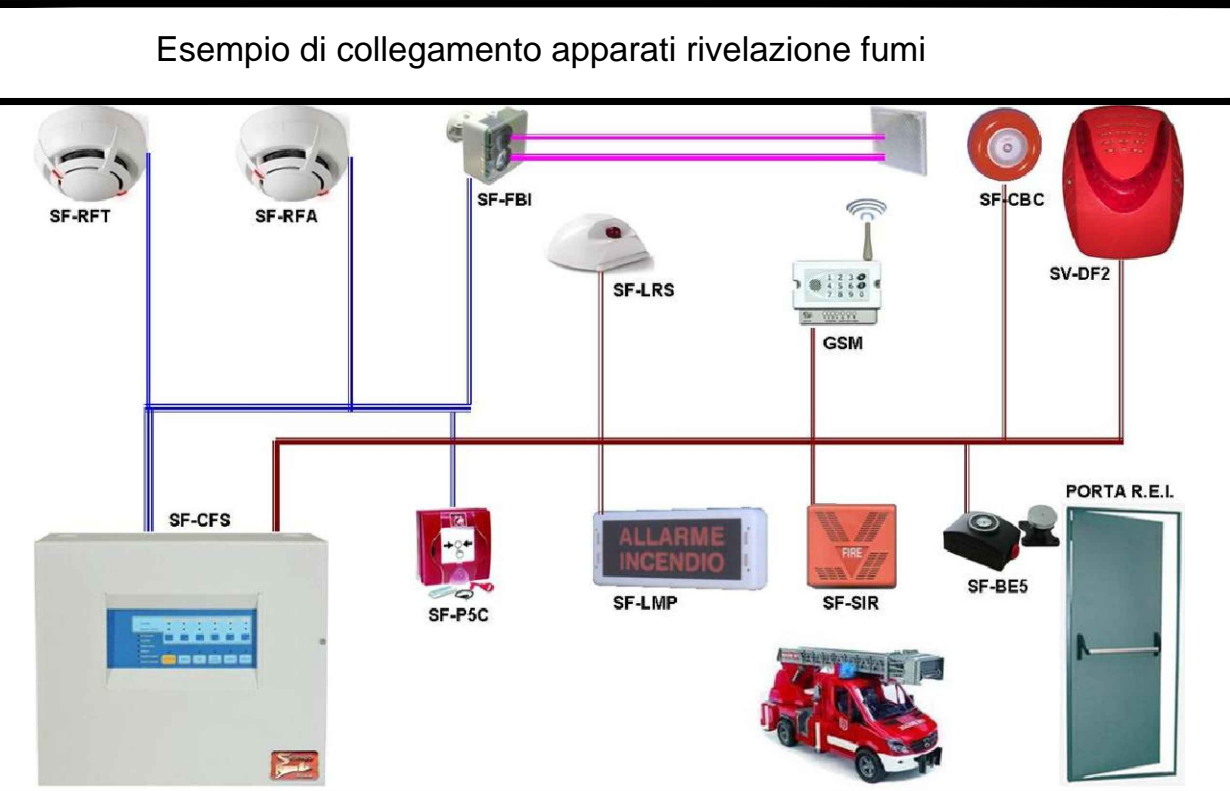 Esempio di collegamento apparati rivelazione fumi
SF-RFT
SF-RFA
SF-FBI
SF-CBC
SF-LRS
SV-DF2
1 2 3
4 5 6
7 8 9 0
GSM
PORTA R.E.I.
SF-CFS
ALLARME
INCENDIO
FIRE
SF-P5C
SF-LMP
SF-SIR
SF-BE5